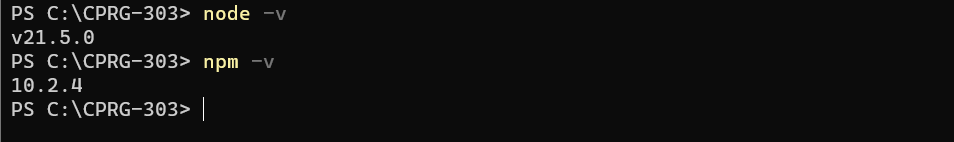 PS C:\CPRG-303> node -v
v21.5.0
PS C:\CPRG-303> npm -v
10.2.4
PS C:\CPRG-303>